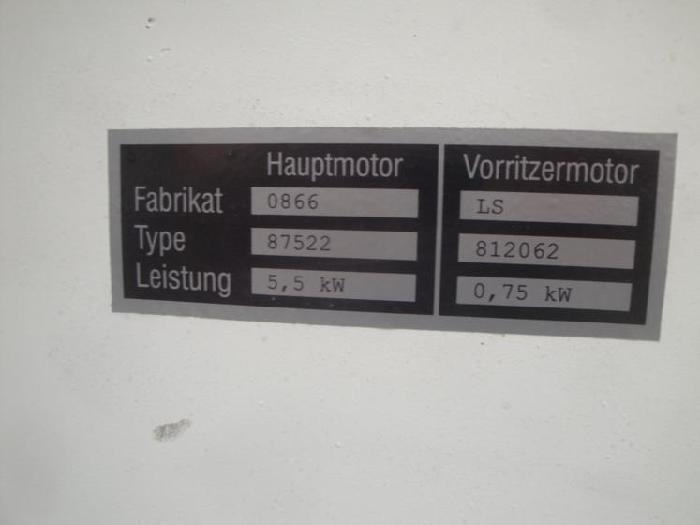 Hauptmotor Vorritzermotor
Fabrikat 0866 LS
Type 87522 812062
Leistung 5,5 kW 0,75 kW